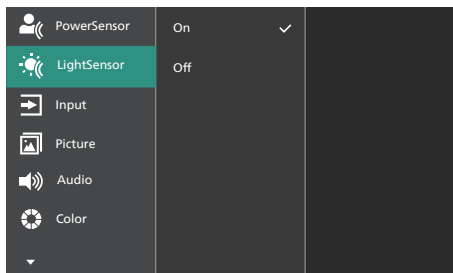 PowerSensor
On
LightSensor
Off
Input
Picture
Audio
Color